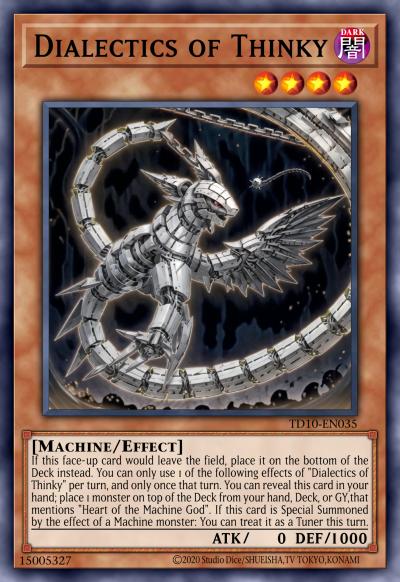 Dialectics of Thinky
DARK
闇
TD10-EN035
[Machine/Effect]
If this face-up card would leave the field, place it on the bottom of the
Deck instead. You can only use 1 of the following effects of "Dialectics of
Thinky" per turn, and only once that turn. You can reveal this card in your
hand; place 1 monster on top of the Deck from your hand, Deck, or GY,that
mentions "Heart of the Machine God". If this card is Special Summoned
by the effect of a Machine monster: You can treat it as a Tuner this turn.
ATK/ 0 DEF/1000
15005327 ©2020 Studio Dice/SHUEISHA,TV TOKYO,KONAMI